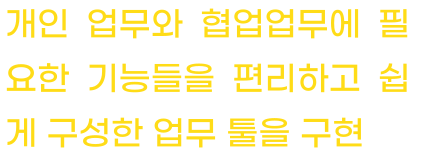 개인 업무와 협업업무에 필
요한 기능들을 편리하고 쉽
게 구성한 업무 툴을 구현